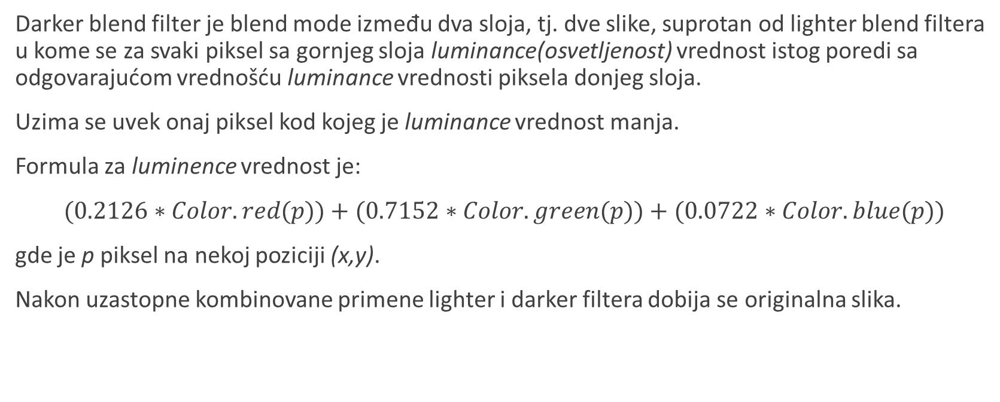 Darker blend filter je blend mode između dva sloja, tj. dve slike, suprotan od lighter blend filtera
u kome se za svaki piksel sa gornjeg sloja luminance(osvetljenost) vrednost istog poredi sa
odgovarajućom vrednošću luminance vrednosti piksela donjeg sloja.
Uzima se uvek onaj piksel kod kojeg je luminance vrednost manja.
Formula za luminence vrednost je:
(0.2126 ∗ Color.red(p)) + (0.7152 ∗ Color.green(p)) + (0.0722 ∗ Color.blue(p))
gde je p piksel na nekoj poziciji (x,y).
Nakon uzastopne kombinovane primene lighter i darker filtera dobija se originalna slika.